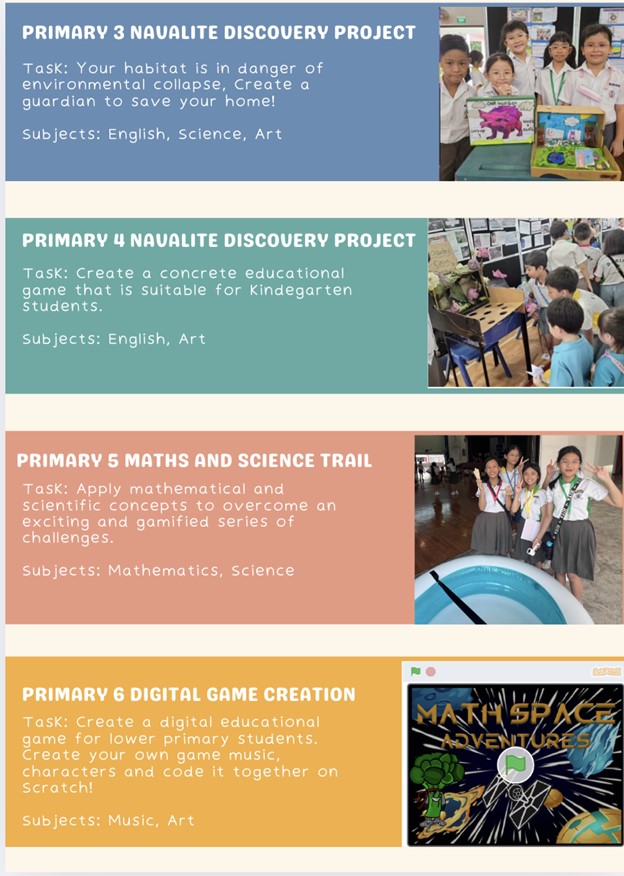 PRIMARY 3 NAVALITE DISCOVERY PROJECT
Task: Your habitat is in danger of
environmental collapse, Create a
guardian to save your home!
Subjects: English, Science, Art
PRIMARY 4 NAVALITE DISCOVERY PROJECT
Task: Create a concrete educational
game that is suitable for Kindegarten
students.
Subjects: English, Art
PRIMARY 5 MATHS AND SCIENCE TRAIL
Task: Apply mathematical and
scientific concepts to overcome an
exciting and gamified series of
challenges.
Subjects: Mathematics, Science
PRIMARY 6 DIGITAL GAME CREATION
Task: Create a digital educational
game for lower primary students.
Create your own game music,
characters and code it together on
Scratch!
Subjects: Music, Art
MATH SPACE
ADVENTURES